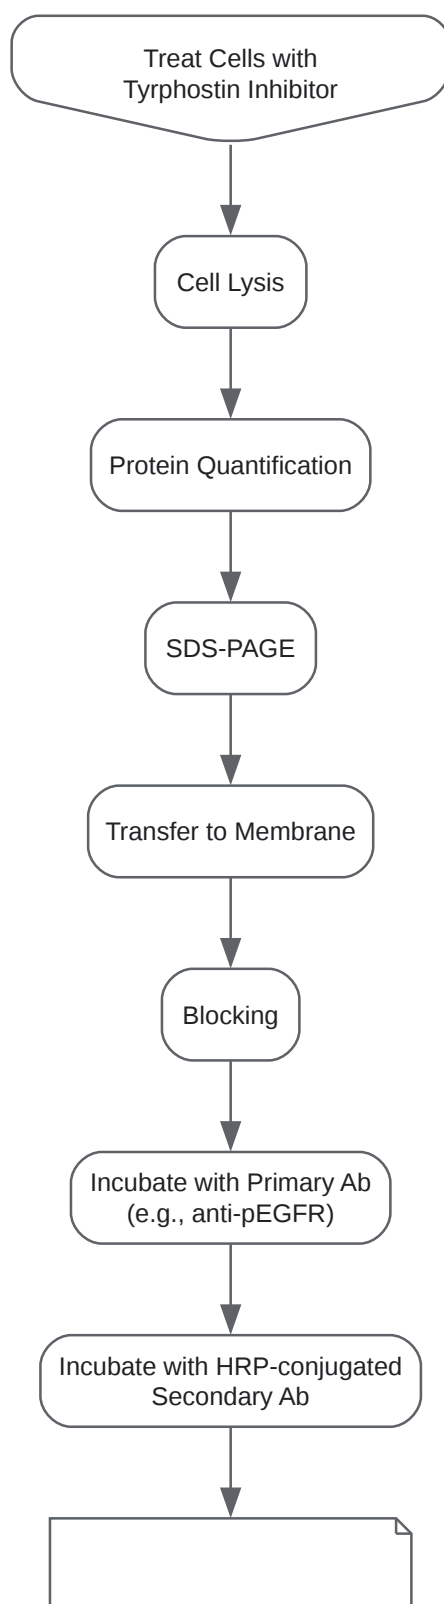 Treat Cells with
Tyrphostin Inhibitor
Cell Lysis
Protein Quantification
SDS-PAGE
Transfer to Membrane
Blocking
Incubate with Primary Ab
(e.g., anti-pEGFR)
Incubate with HRP-conjugated
Secondary Ab